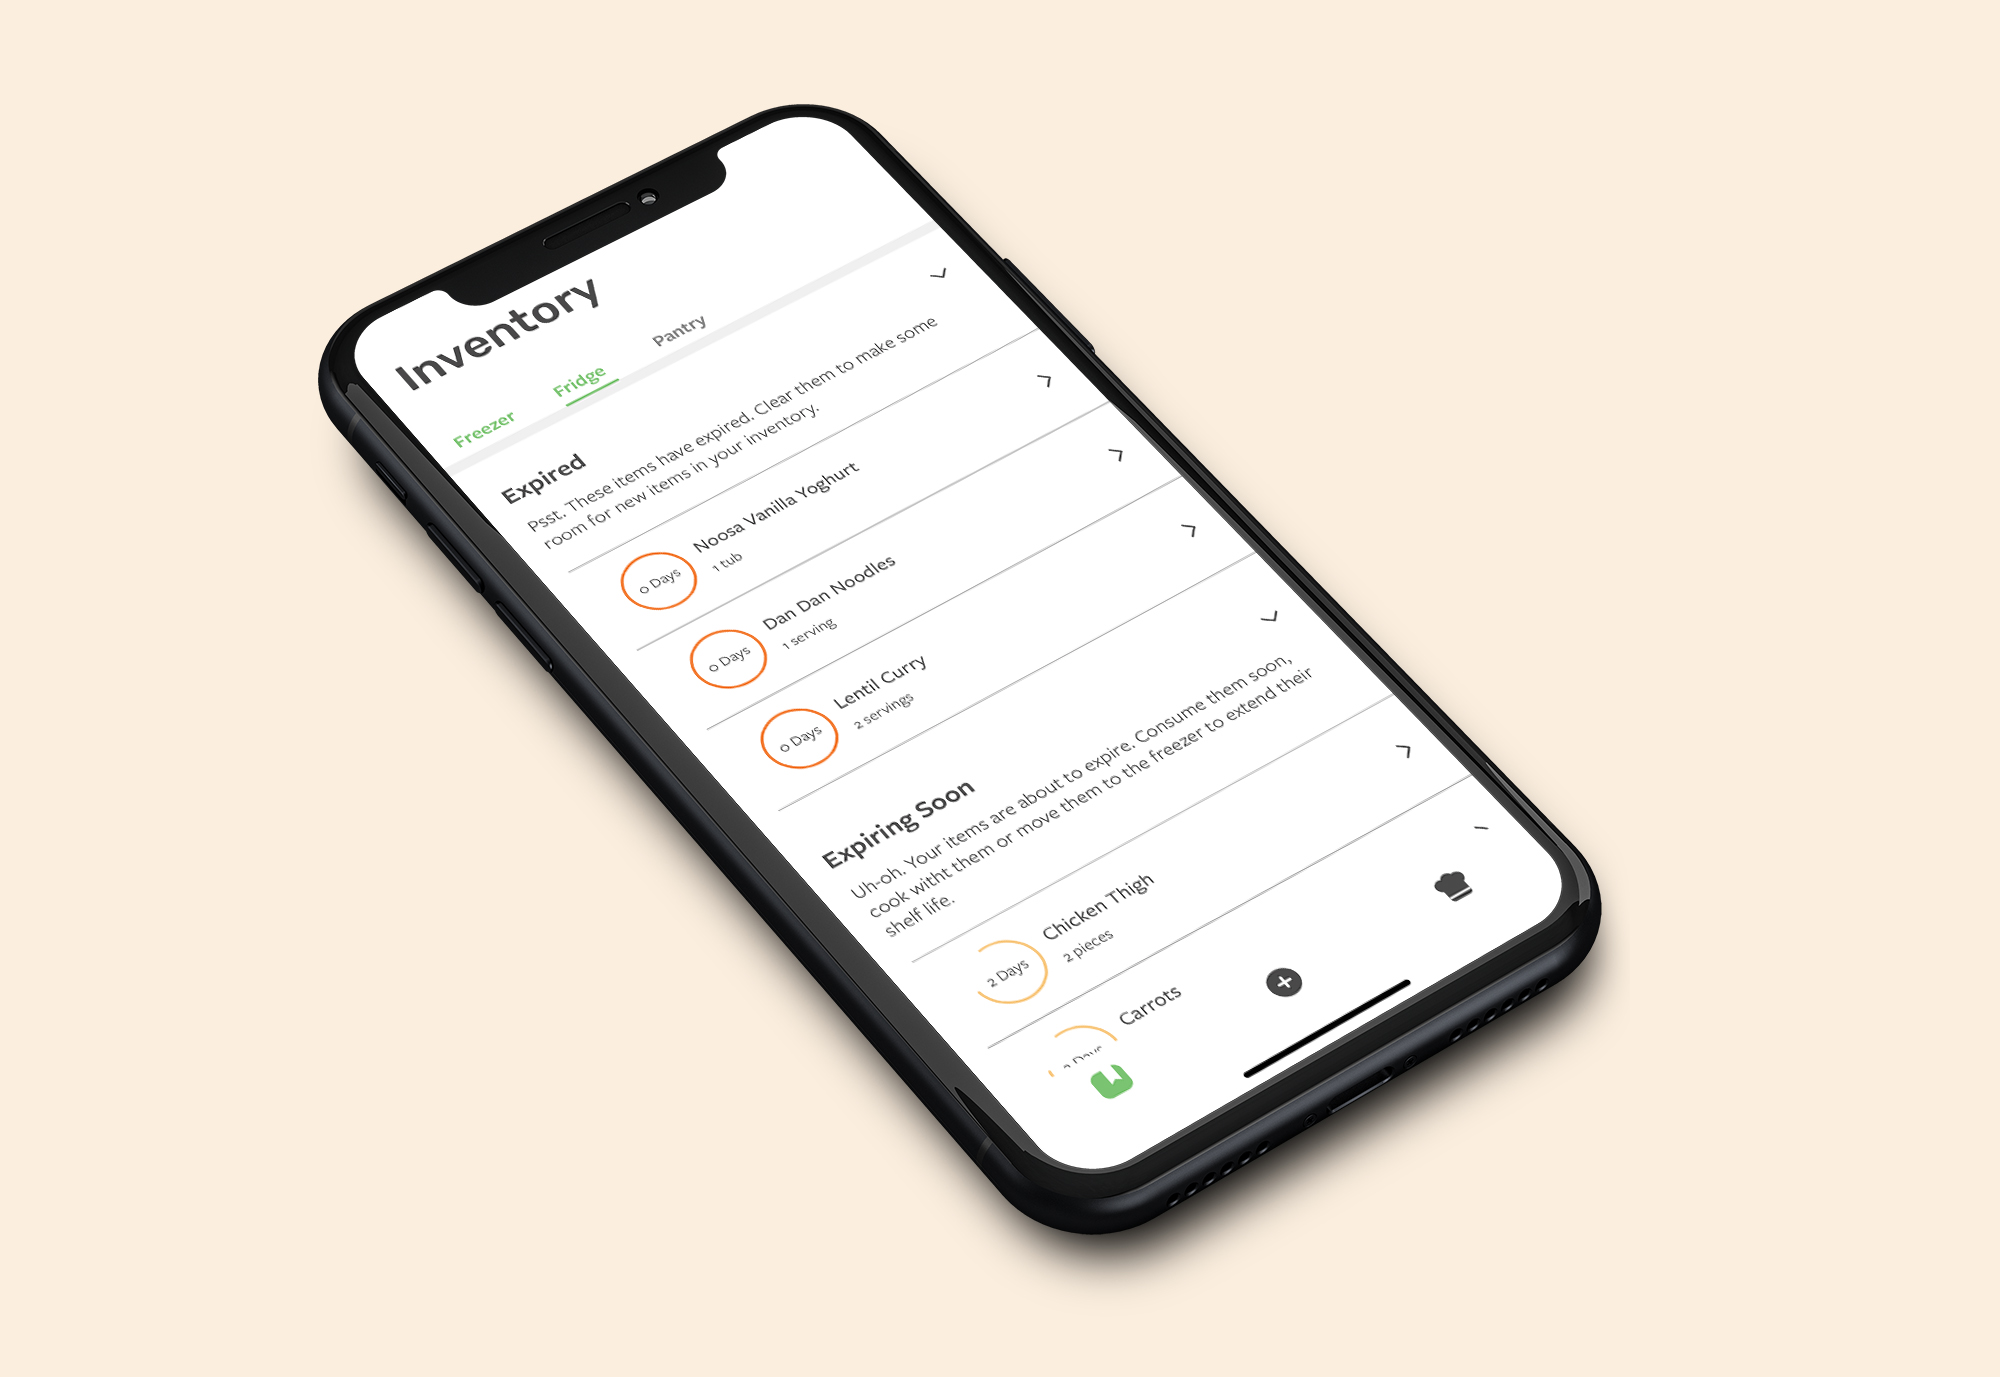 Inventory
Freezer
Fridge
Pantry
Expired
Psst. These items have expired. Clear them to make some
room for new items in your inventory.
0 Days
Noosa Vanilla Yoghurt
1 tub
0 Days
Dan Dan Noodles
1 serving
0 Days
Lentil Curry
2 servings
Expiring Soon
Uh-oh. Your items are about to expire. Consume them soon,
cook witht them or move them to the freezer to extend their
shelf life.
2 Days
Chicken Thigh
2 pieces
Days
Carrots